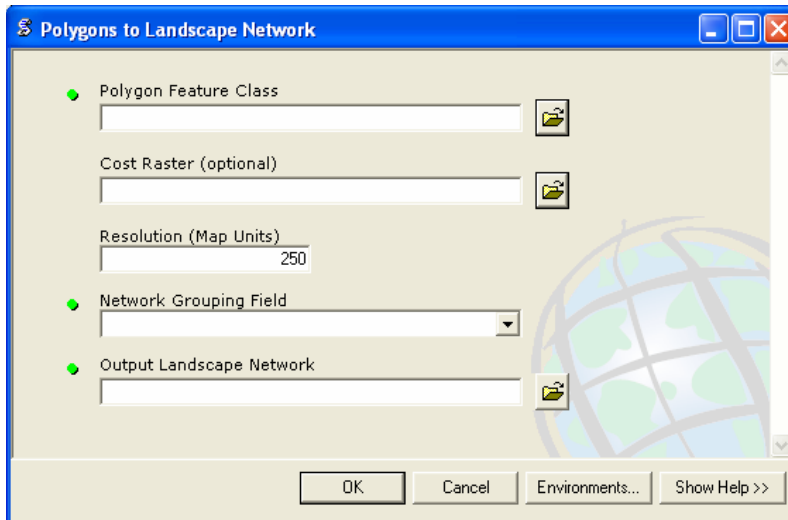 Polygons to Landscape Network
Polygon Feature Class
Cost Raster (optional)
Resolution (Map Units)
250
Network Grouping Field
Output Landscape Network
OK Cancel Environments... Show Help >>